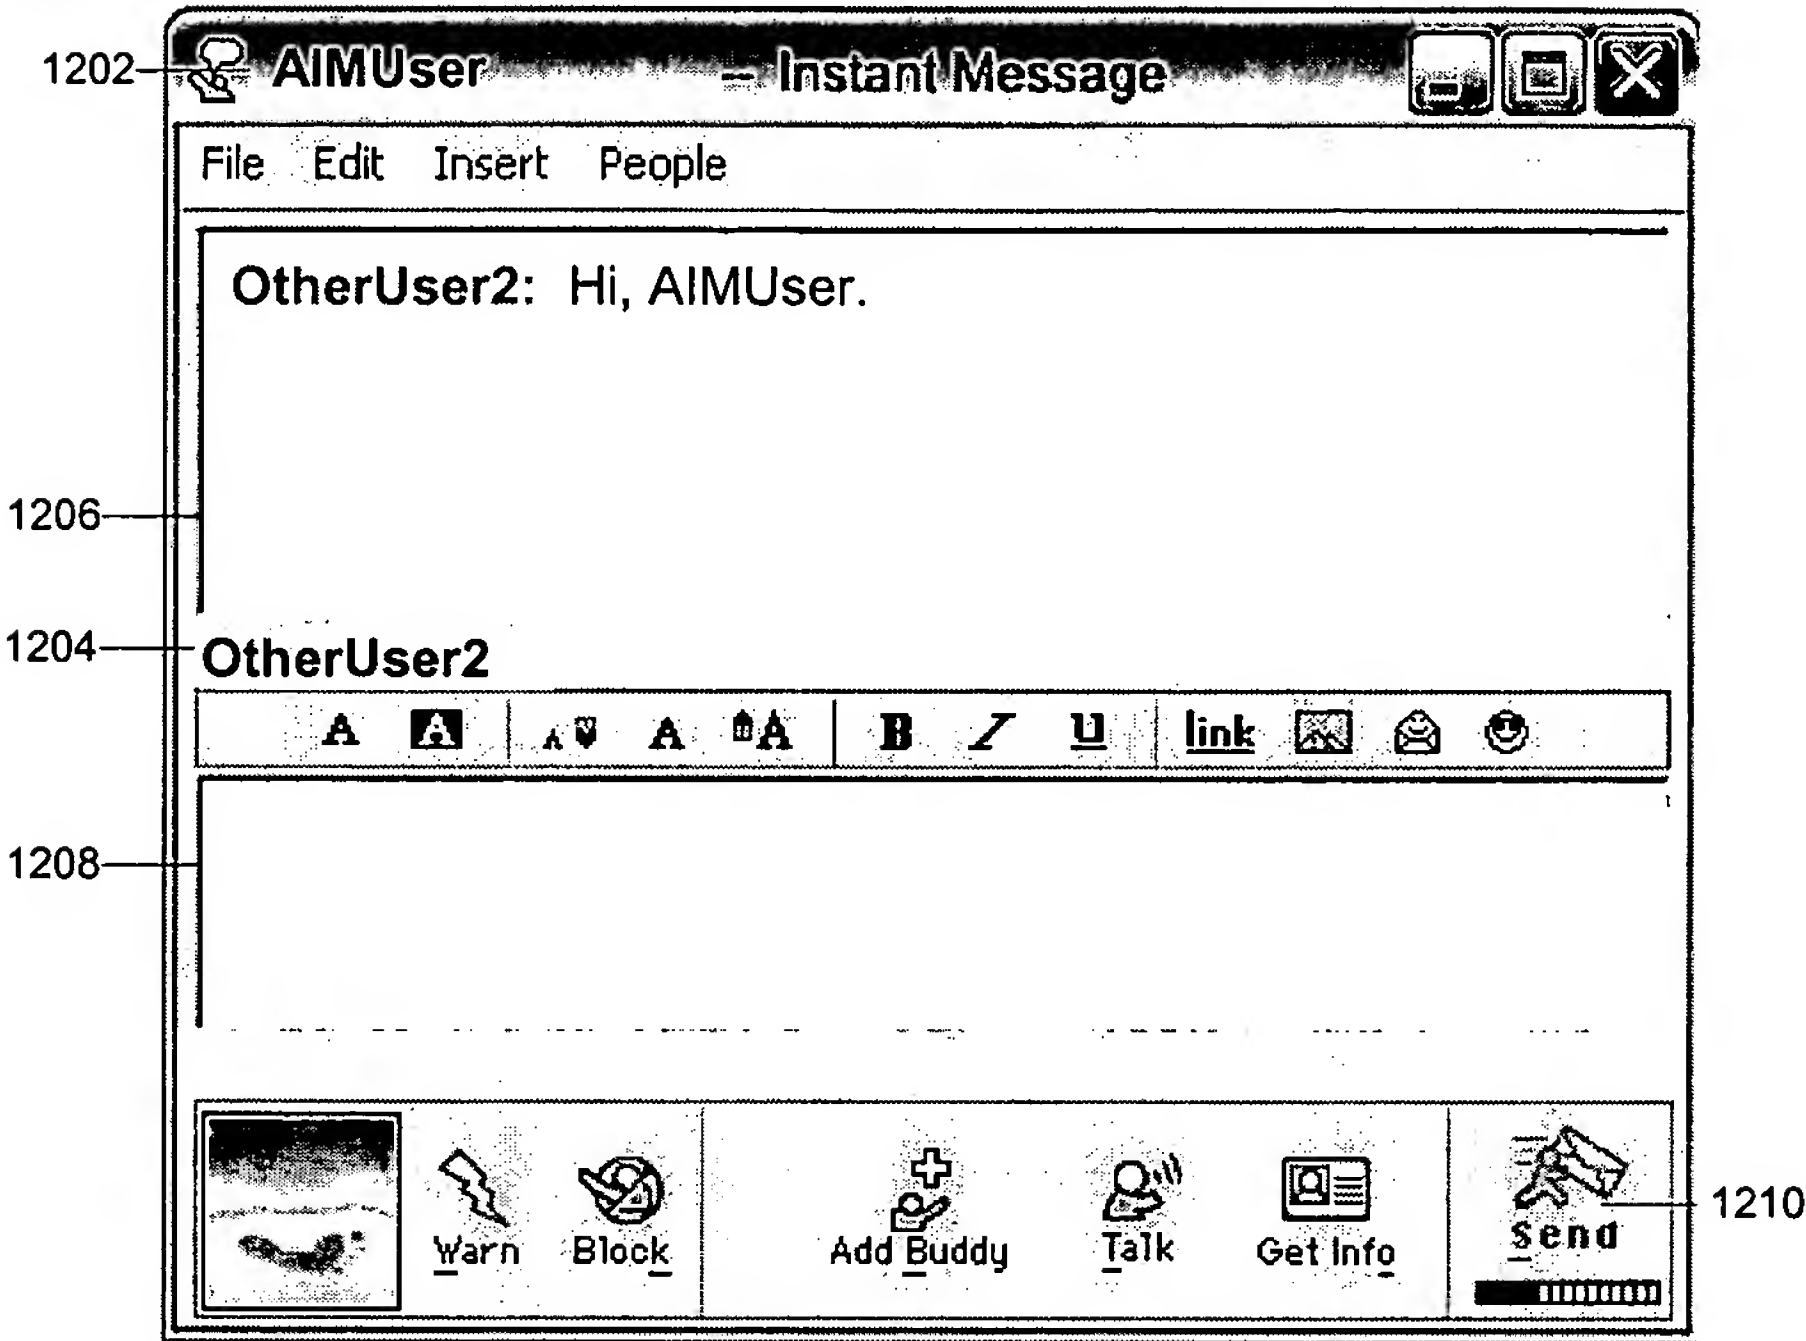 1202 AIMUser – Instant Message
File Edit Insert People
OtherUser2: Hi, AIMUser.
1206
1204 OtherUser2
A A A A A B I U link
1208
Warn Block Add Buddy Talk Get Info Send 1210